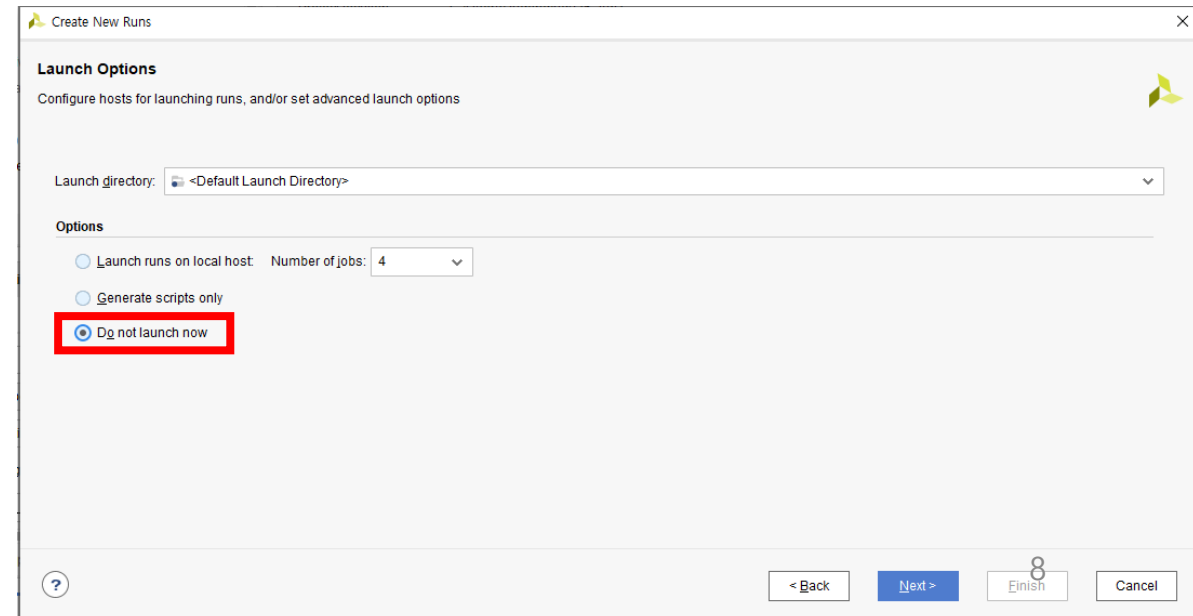 Create New Runs
Launch Options
Configure hosts for launching runs, and/or set advanced launch options
Launch directory: <Default Launch Directory>
Options
Launch runs on local host: Number of jobs: 4
Generate scripts only
Do not launch now
? < Back Next > Finish Cancel
8